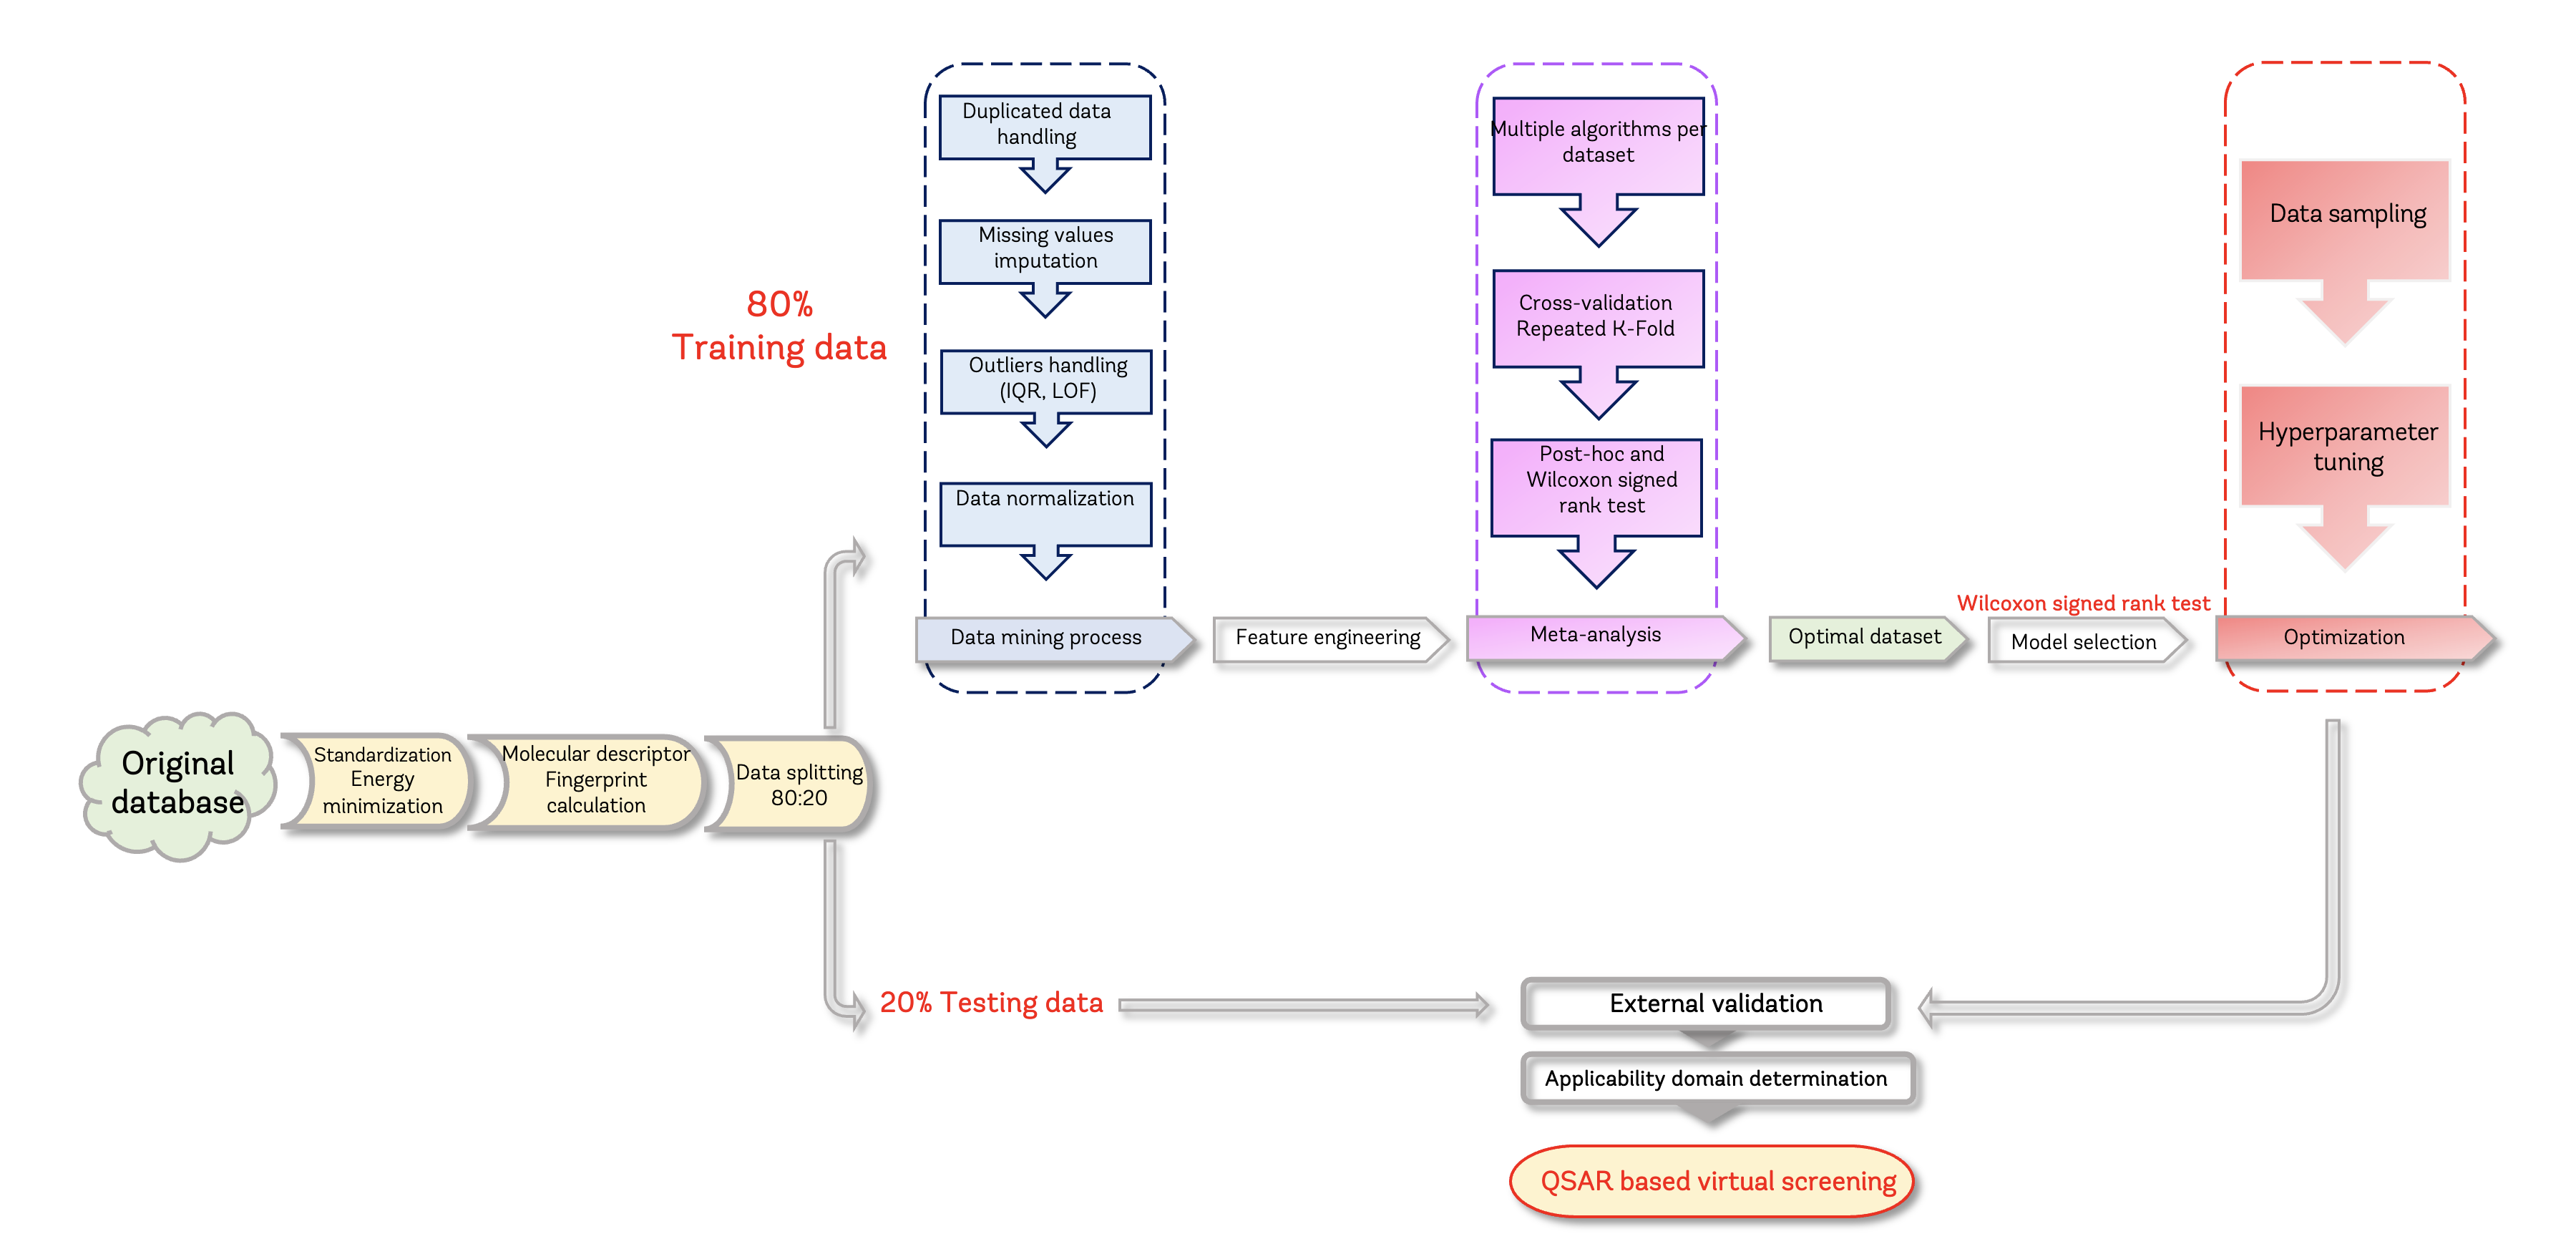 Original
database
Standardization
Energy
minimization
Molecular descriptor
Fingerprint
calculation
Data splitting
80:20
80%
Training data
Duplicated data
handling
Missing values
imputation
Outliers handling
(IQR, LOF)
Data normalization
Data mining process
Feature engineering
Multiple algorithms per
dataset
Cross-validation
Repeated K-Fold
Post-hoc and
Wilcoxon signed
rank test
Meta-analysis
Optimal dataset
Wilcoxon signed rank test
Model selection
Data sampling
Hyperparameter
tuning
Optimization
20% Testing data
External validation
Applicability domain determination
QSAR based virtual screening